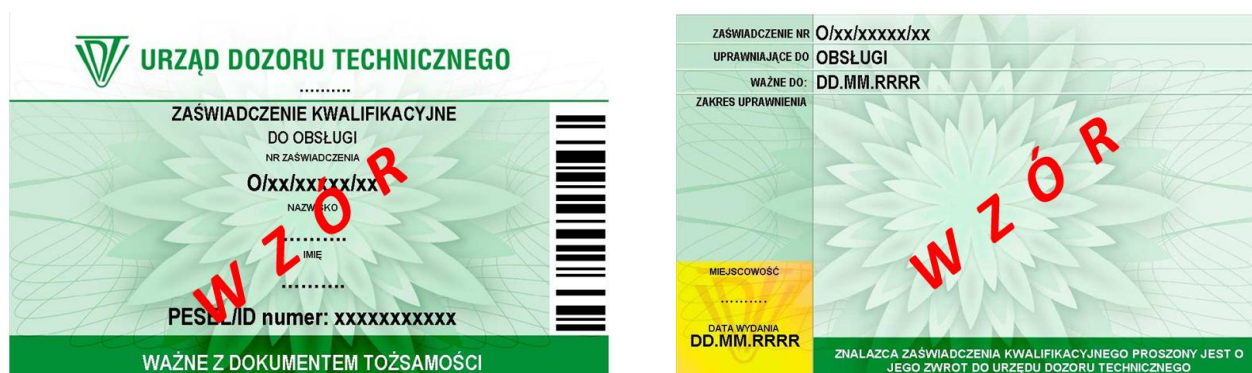 URZĄD DOZORU TECHNICZNEGO
..........
ZAŚWIADCZENIE KWALIFIKACYJNE
DO OBSŁUGI
NR ZAŚWIADCZENIA
O/xx/xxxxx/xx
NAZWISKO
..........
IMIĘ
..........
PESEL/ID numer: xxxxxxxxxxx
WAŻNE Z DOKUMENTEM TOŻSAMOŚCI
WZÓR
ZAŚWIADCZENIE NR O/xx/xxxxx/xx
UPRAWNIAJĄCE DO OBSŁUGI
WAŻNE DO: DD.MM.RRRR
ZAKRES UPRAWNIENIA
WZÓR
MIEJSCOWOŚĆ
..........
DATA WYDANIA
DD.MM.RRRR
ZNALAZCA ZAŚWIADCZENIA KWALIFIKACYJNEGO PROSZONY JEST O
JEGO ZWROT DO URZĘDU DOZORU TECHNICZNEGO